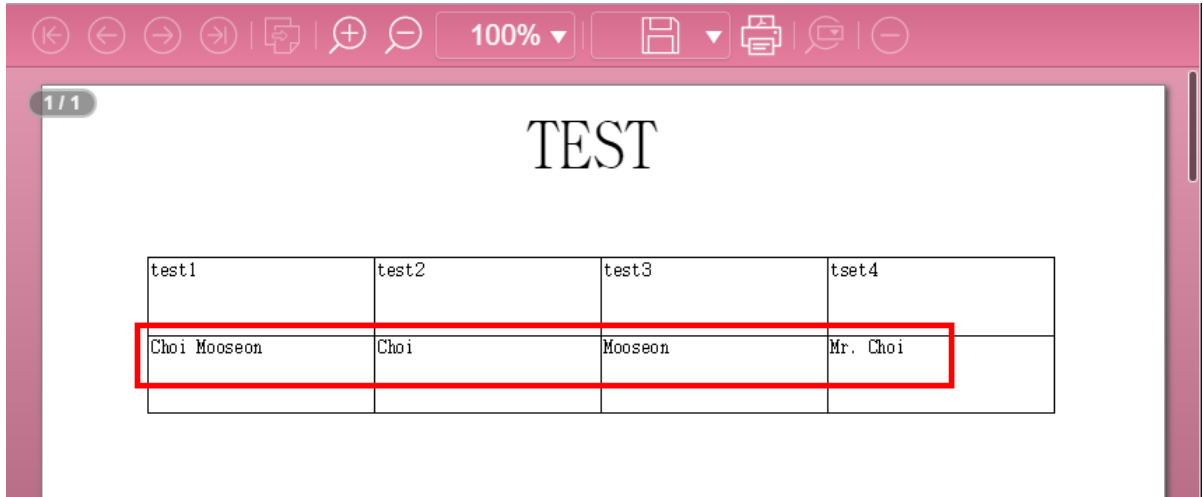 100%
1 / 1
TEST
test1 test2 test3 tset4
Choi Mooseon Choi Mooseon Mr. Choi